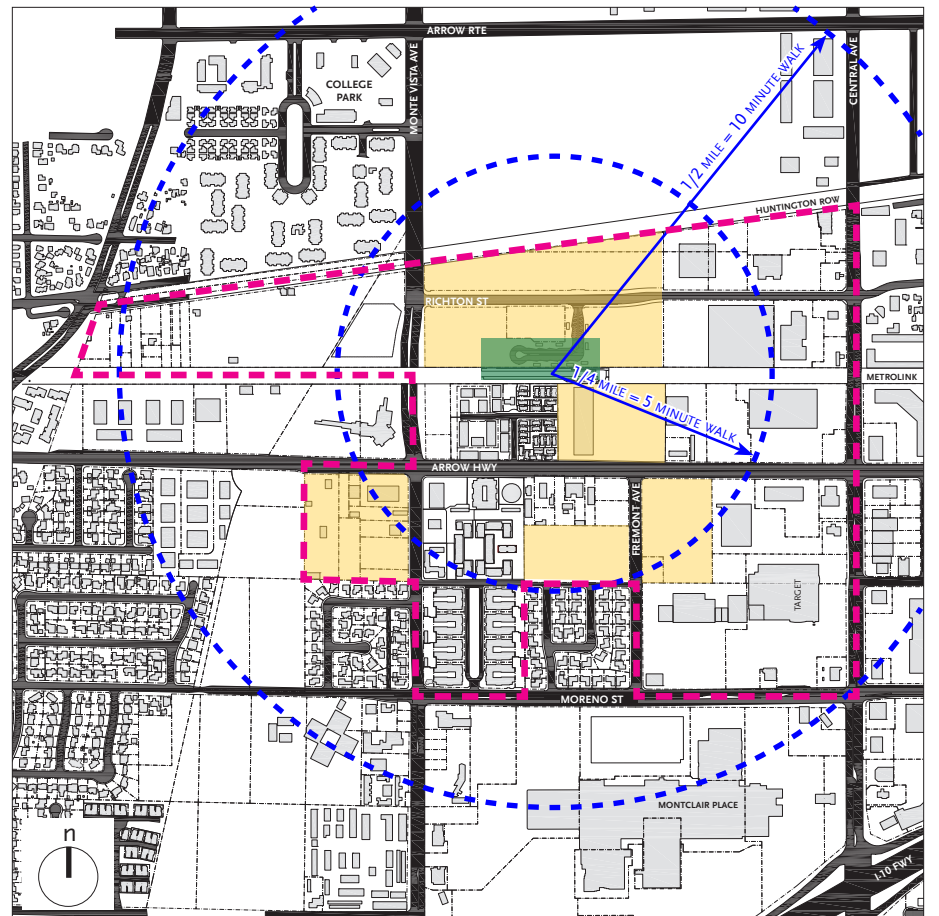 ARROW RTE
COLLEGE
PARK
MONTE VISTA AVE
CENTRAL AVE
1/2 MILE = 10 MINUTE WALK
HUNTINGTON ROW
RICHTON ST
METROLINK
1/4 MILE = 5 MINUTE WALK
ARROW HWY
FREMONT AVE
TARGET
MORENO ST
MONTCLAIR PLACE
n
I-10 FWY